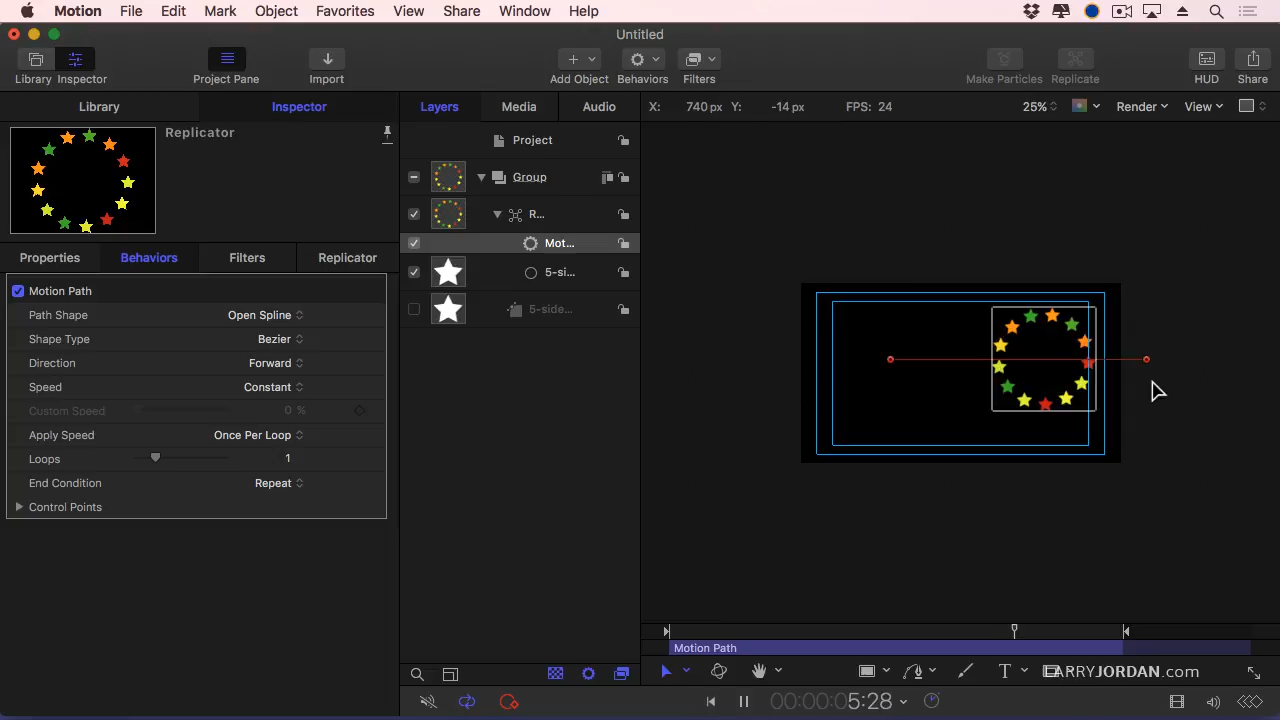 Motion File Edit Mark Object Favorites View Share Window Help
Untitled
Library Inspector Project Pane Import Add Object Behaviors Filters Make Particles Replicate HUD Share
Library Inspector Layers Media Audio X: 740 px Y: -14 px FPS: 24 25% Render View
Replicator
Project
Group
R...
Mot...
5-si...
5-side...
Properties Behaviors Filters Replicator
Motion Path
Path Shape Open Spline
Shape Type Bezier
Direction Forward
Speed Constant
Custom Speed 0 %
Apply Speed Once Per Loop
Loops 1
End Condition Repeat
Control Points
Motion Path
T
LARRYJORDAN.com
00:00:05:28